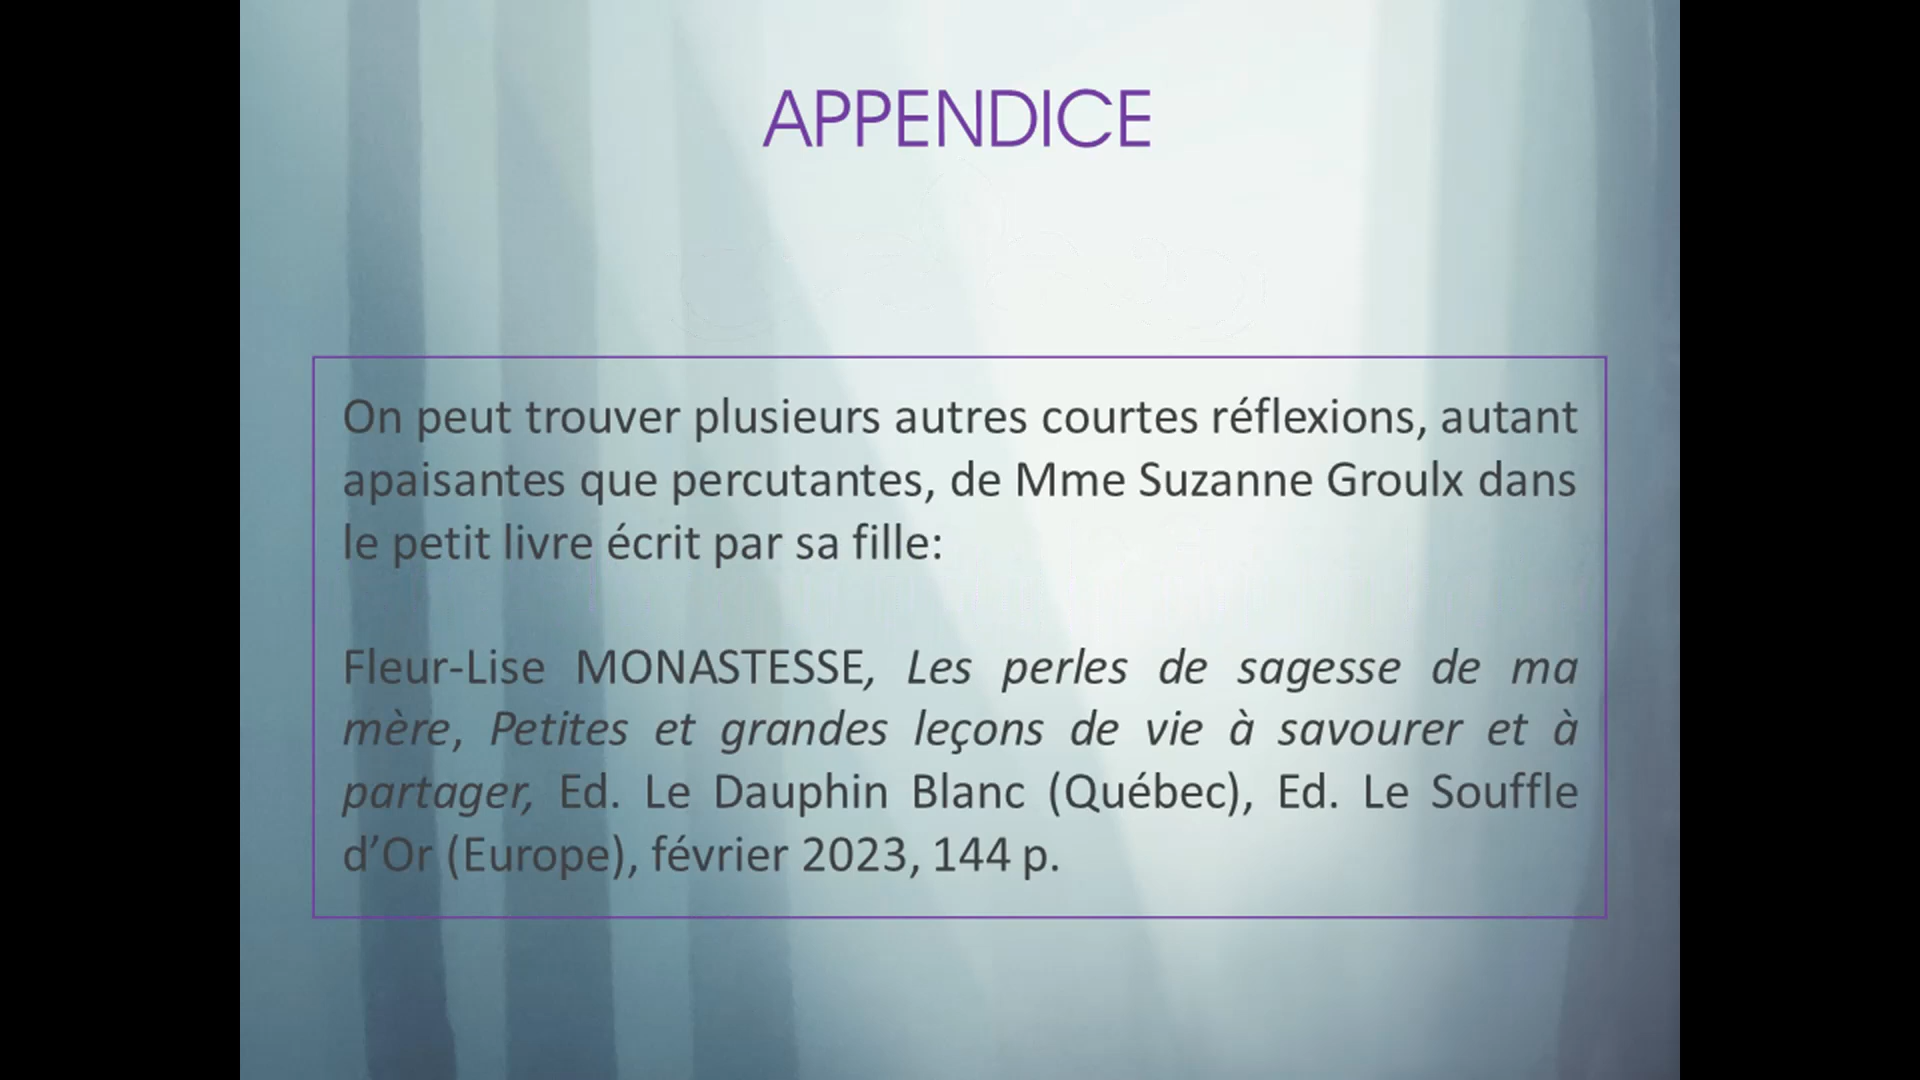 APPENDICE
On peut trouver plusieurs autres courtes réflexions, autant
apaisantes que percutantes, de Mme Suzanne Groulx dans
le petit livre écrit par sa fille:
Fleur-Lise MONASTESSE, Les perles de sagesse de ma
mère, Petites et grandes leçons de vie à savourer et à
partager, Ed. Le Dauphin Blanc (Québec), Ed. Le Souffle
d’Or (Europe), février 2023, 144 p.